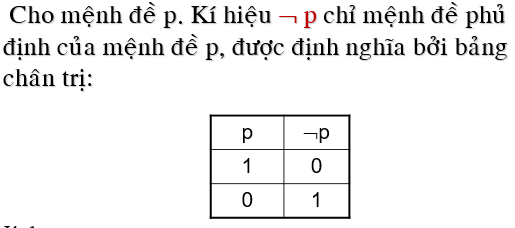 Cho mệnh đề p. Kí hiệu ¬ p chỉ mệnh đề phủ
định của mệnh đề p, được định nghĩa bởi bảng
chân trị:
p ¬p
1 0
0 1